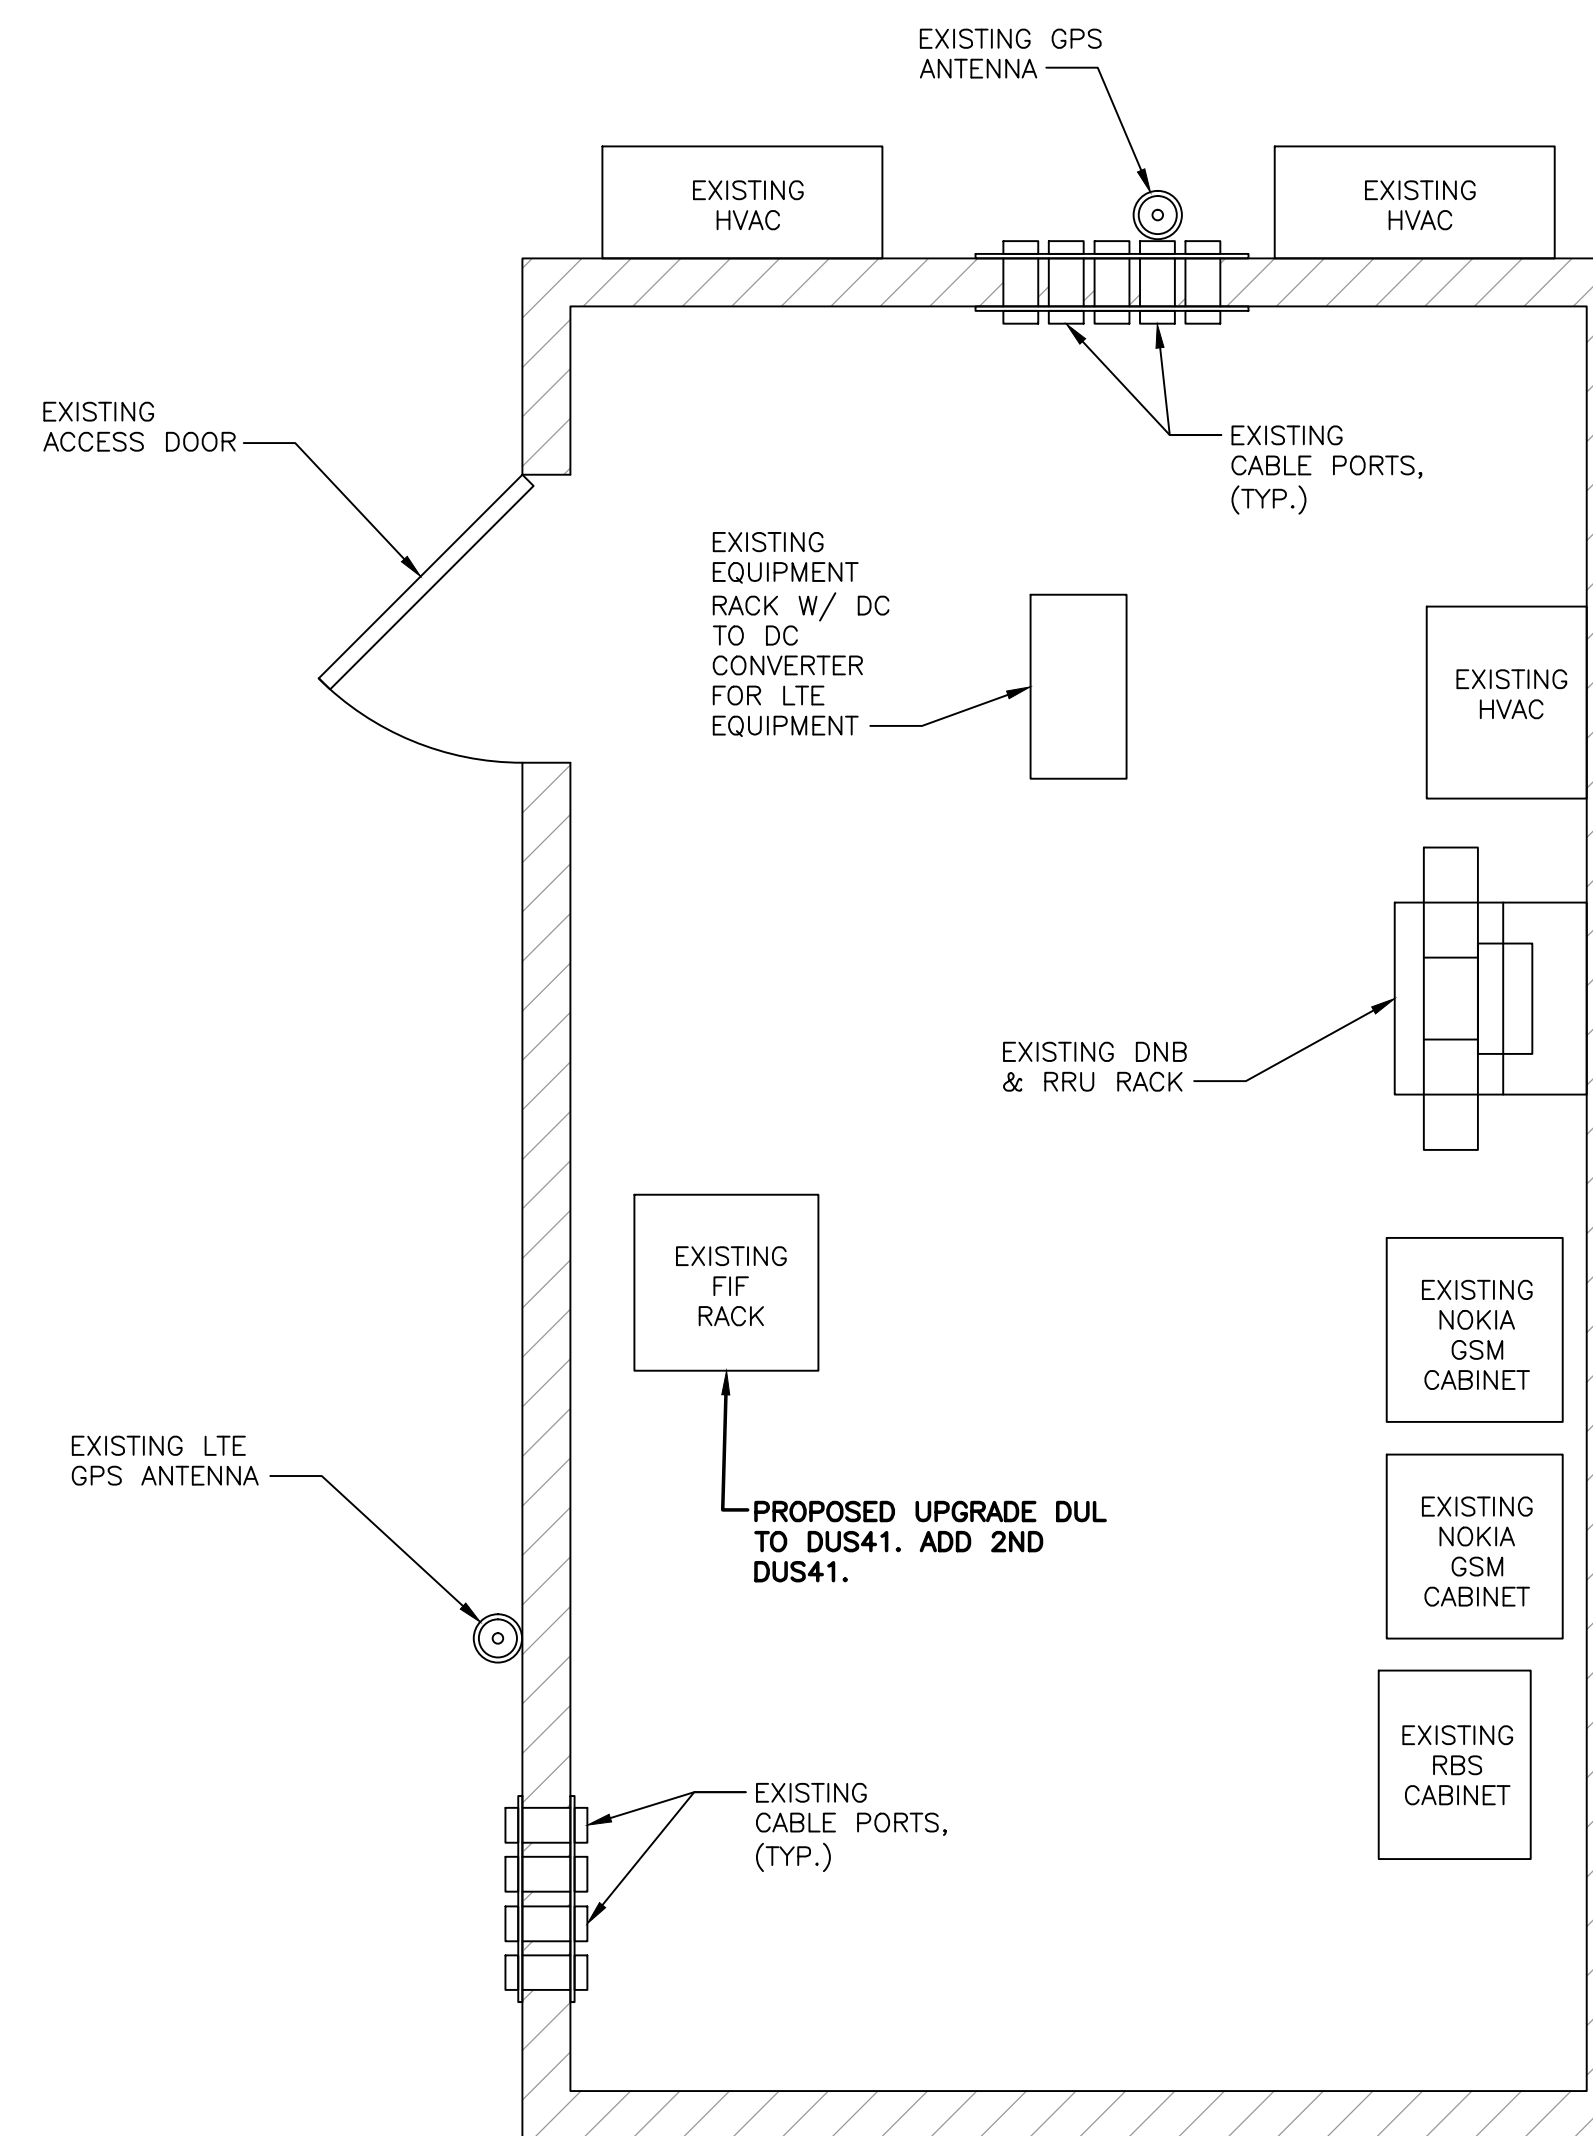 EXISTING GPS
ANTENNA
EXISTING
HVAC
EXISTING
HVAC
EXISTING
ACCESS DOOR
EXISTING
CABLE PORTS,
(TYP.)
EXISTING
EQUIPMENT
RACK W/ DC
TO DC
CONVERTER
FOR LTE
EQUIPMENT
EXISTING
HVAC
EXISTING DNB
& RRU RACK
EXISTING
FIF
RACK
EXISTING
NOKIA
GSM
CABINET
EXISTING LTE
GPS ANTENNA
PROPOSED UPGRADE DUL
TO DUS41. ADD 2ND
DUS41.
EXISTING
NOKIA
GSM
CABINET
EXISTING
RBS
CABINET
EXISTING
CABLE PORTS,
(TYP.)